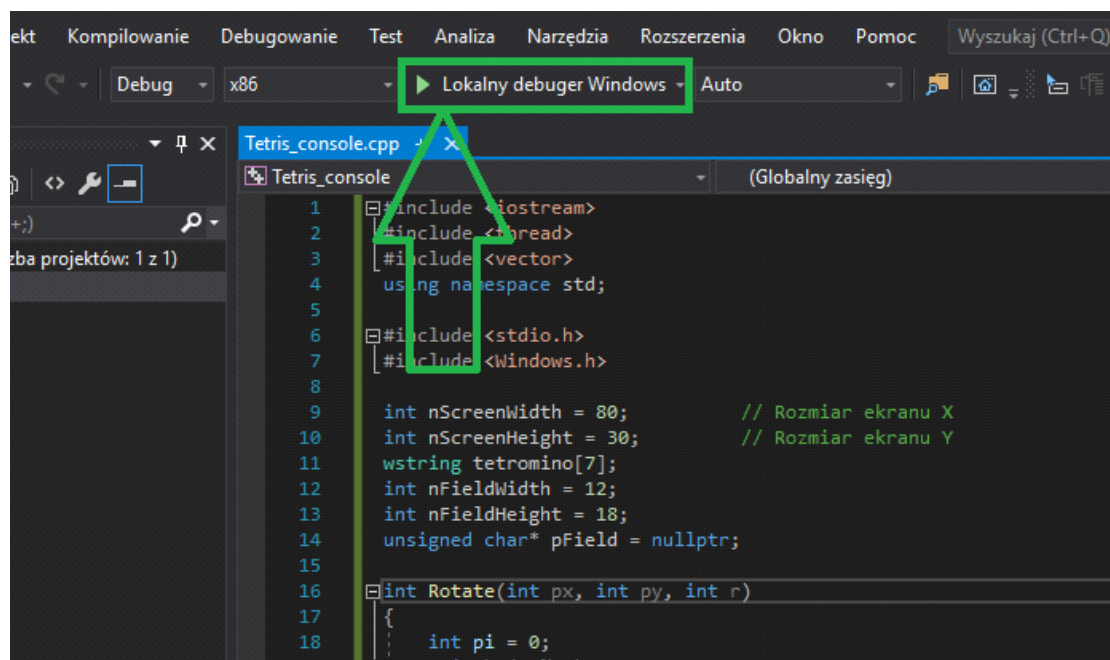 ekt Kompilowanie Debugowanie Test Analiza Narzędzia Rozszerzenia Okno Pomoc Wyszukaj (Ctrl+Q)
Debug x86 Lokalny debuger Windows Auto
Tetris_console.cpp
Tetris_console (Globalny zasięg)
+;)
zba projektów: 1 z 1)
1 #include <iostream>
2 #include <thread>
3 #include <vector>
4 using namespace std;
5
6 #include <stdio.h>
7 #include <Windows.h>
8
9 int nScreenWidth = 80; // Rozmiar ekranu X
10 int nScreenHeight = 30; // Rozmiar ekranu Y
11 wstring tetromino[7];
12 int nFieldWidth = 12;
13 int nFieldHeight = 18;
14 unsigned char* pField = nullptr;
15
16 int Rotate(int px, int py, int r)
17 {
18 int pi = 0;